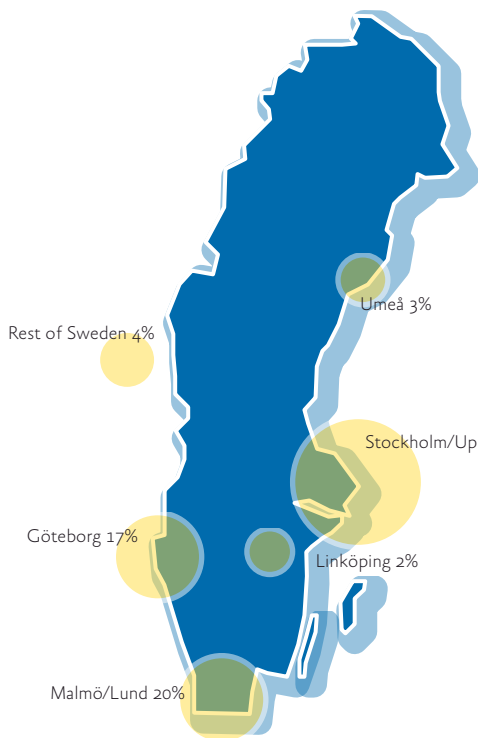 Umeå 3%
Rest of Sweden 4%
Stockholm/Up
Göteborg 17%
Linköping 2%
Malmö/Lund 20%